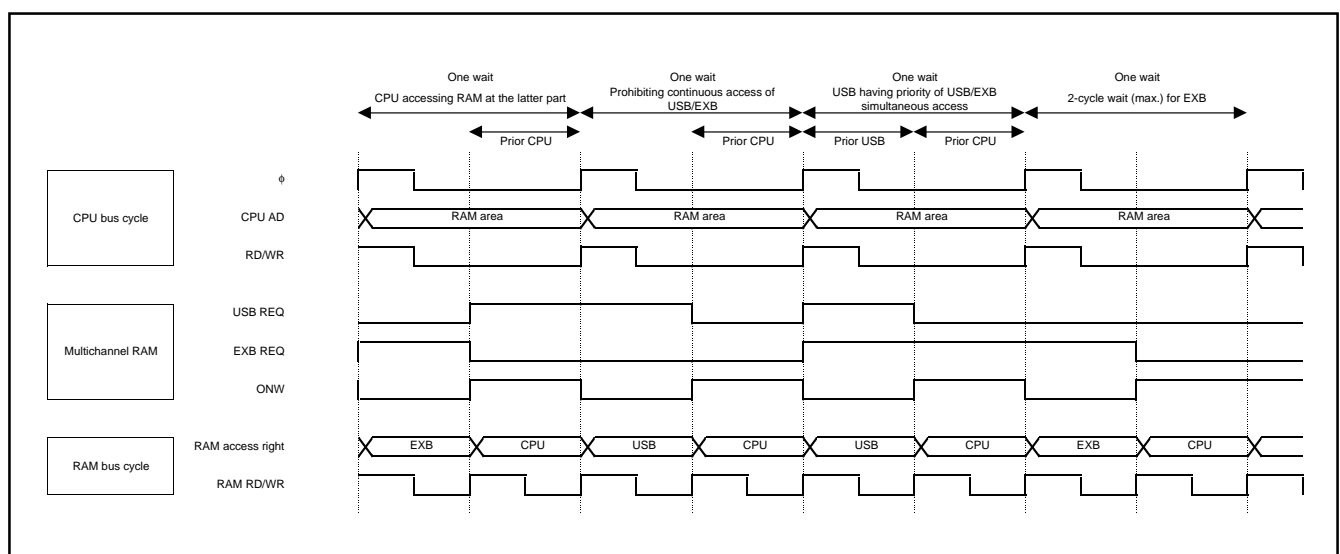 One wait
CPU accessing RAM at the latter part
One wait
Prohibiting continuous access of
USB/EXB
One wait
USB having priority of USB/EXB
simultaneous access
One wait
2-cycle wait (max.) for EXB
Prior CPU
Prior CPU
Prior USB
Prior CPU
CPU bus cycle
ϕ
CPU AD
RAM area
RAM area
RAM area
RAM area
RD/WR
Multichannel RAM
USB REQ
EXB REQ
ONW
RAM bus cycle
RAM access right
EXB
CPU
USB
CPU
USB
CPU
EXB
CPU
RAM RD/WR